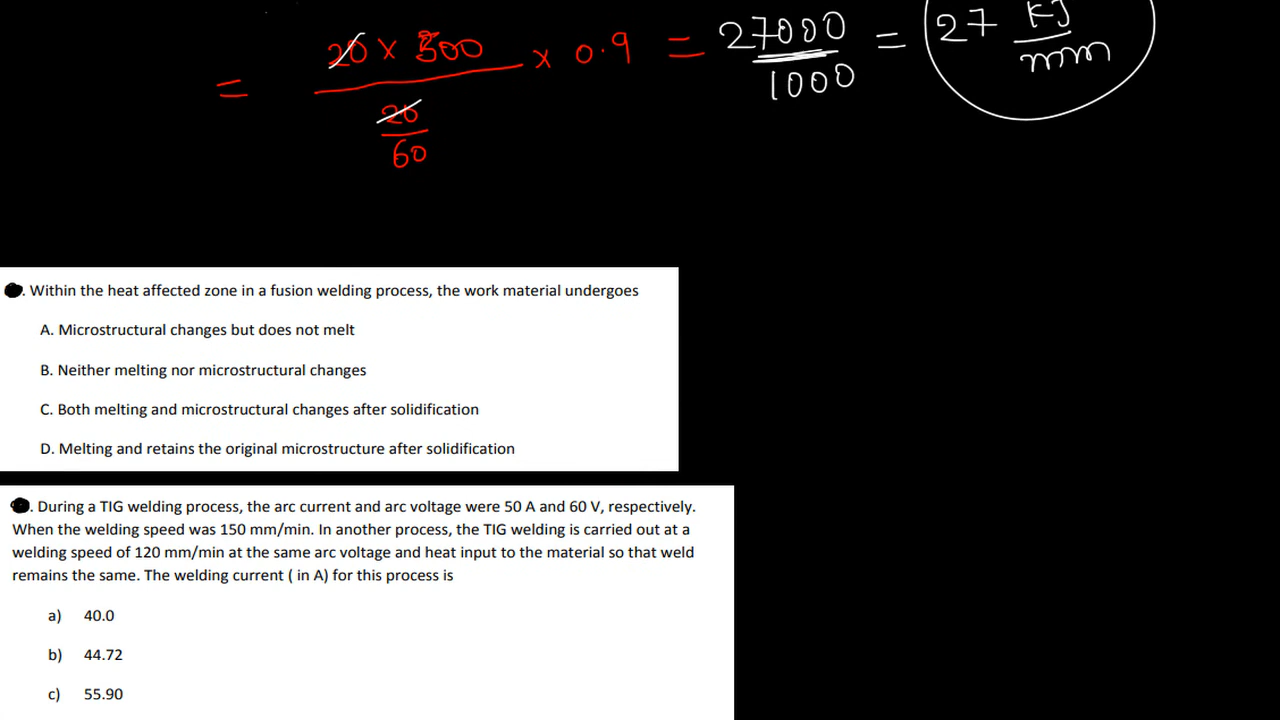 = 20 × 500 / (20 / 60) × 0.9 = 27000 / 1000 = 27 KJ / mm
. Within the heat affected zone in a fusion welding process, the work material undergoes
A. Microstructural changes but does not melt
B. Neither melting nor microstructural changes
C. Both melting and microstructural changes after solidification
D. Melting and retains the original microstructure after solidification
. During a TIG welding process, the arc current and arc voltage were 50 A and 60 V, respectively.
When the welding speed was 150 mm/min. In another process, the TIG welding is carried out at a
welding speed of 120 mm/min at the same arc voltage and heat input to the material so that weld
remains the same. The welding current ( in A) for this process is
a) 40.0
b) 44.72
c) 55.90